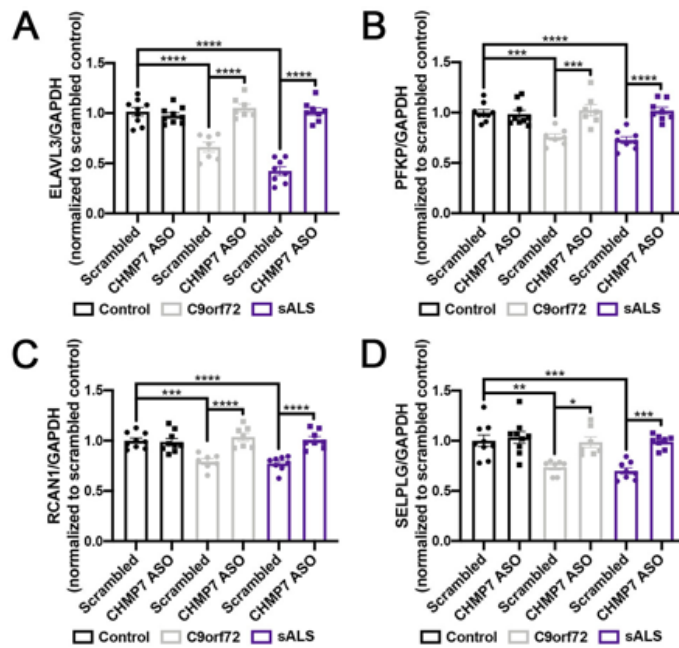 A
ELAVL3/GAPDH
(normalized to scrambled control)
1.5
1.0
0.5
0.0
****
****
****
****
Scrambled
CHMP7 ASO
Scrambled
CHMP7 ASO
Scrambled
CHMP7 ASO
Control
C9orf72
sALS
B
PFKP/GAPDH
(normalized to scrambled control)
1.5
1.0
0.5
0.0
****
***
***
****
Scrambled
CHMP7 ASO
Scrambled
CHMP7 ASO
Scrambled
CHMP7 ASO
Control
C9orf72
sALS
C
RCAN1/GAPDH
(normalized to scrambled control)
1.5
1.0
0.5
0.0
****
***
****
****
Scrambled
CHMP7 ASO
Scrambled
CHMP7 ASO
Scrambled
CHMP7 ASO
Control
C9orf72
sALS
D
SELPLG/GAPDH
(normalized to scrambled control)
1.5
1.0
0.5
0.0
***
**
*
***
Scrambled
CHMP7 ASO
Scrambled
CHMP7 ASO
Scrambled
CHMP7 ASO
Control
C9orf72
sALS